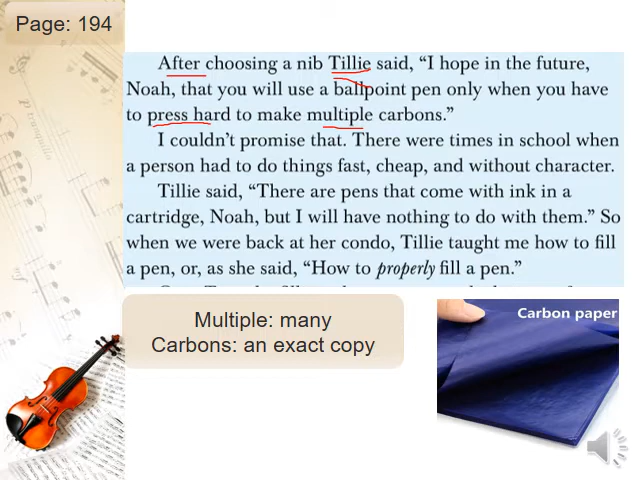 Page: 194
After choosing a nib Tillie said, “I hope in the future,
Noah, that you will use a ballpoint pen only when you have
to press hard to make multiple carbons.”
I couldn’t promise that. There were times in school when
a person had to do things fast, cheap, and without character.
Tillie said, “There are pens that come with ink in a
cartridge, Noah, but I will have nothing to do with them.” So
when we were back at her condo, Tillie taught me how to fill
a pen, or, as she said, “How to properly fill a pen.”
Multiple: many
Carbons: an exact copy
Carbon paper